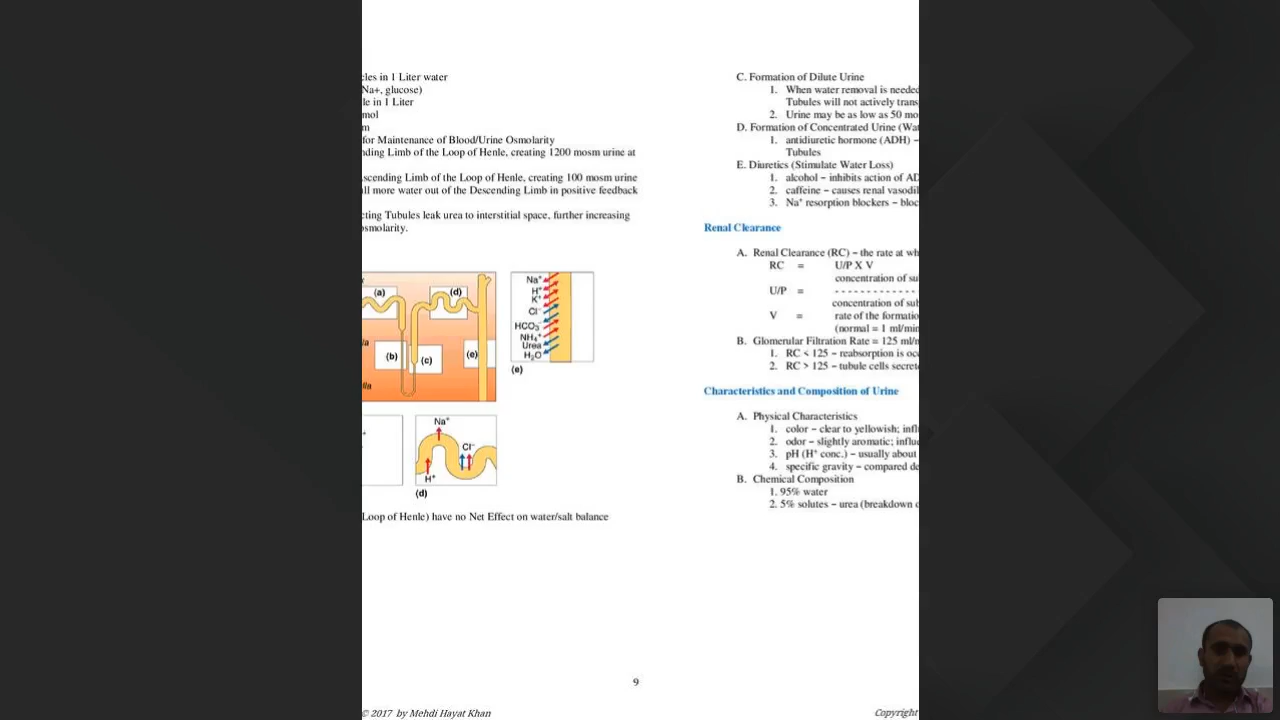 cles in 1 Liter water
Na+, glucose)
le in 1 Liter
mol
m
for Maintenance of Blood/Urine Osmolarity
nding Limb of the Loop of Henle, creating 1200 mosm urine at
scending Limb of the Loop of Henle, creating 100 mosm urine
ll more water out of the Descending Limb in positive feedback
cting Tubules leak urea to interstitial space, further increasing
smolarity.
(a)
(d)
(b)
(c)
(e)
Na+
H+
K+
Cl-
HCO3-
NH4+
Urea
H2O
(e)
Na+
Cl-
H+
(d)
Loop of Henle) have no Net Effect on water/salt balance
9
© 2017 by Mehdi Hayat Khan
C. Formation of Dilute Urine
1. When water removal is needed
Tubules will not actively trans
2. Urine may be as low as 50 mo
D. Formation of Concentrated Urine (Wat
1. antidiuretic hormone (ADH) –
Tubules
E. Diuretics (Stimulate Water Loss)
1. alcohol – inhibits action of AD
2. caffeine – causes renal vasodil
3. Na+ resorption blockers – bloc
Renal Clearance
A. Renal Clearance (RC) – the rate at wh
RC = U/P X V
concentration of su
U/P = - - - - - - - - - - - -
concentration of sub
V = rate of the formatio
(normal = 1 ml/min
B. Glomerular Filtration Rate = 125 ml/m
1. RC < 125 – reabsorption is occ
2. RC > 125 – tubule cells secrete
Characteristics and Composition of Urine
A. Physical Characteristics
1. color – clear to yellowish; infl
2. odor – slightly aromatic; influe
3. pH (H+ conc.) – usually about
4. specific gravity – compared de
B. Chemical Composition
1. 95% water
2. 5% solutes – urea (breakdown o
Copyright